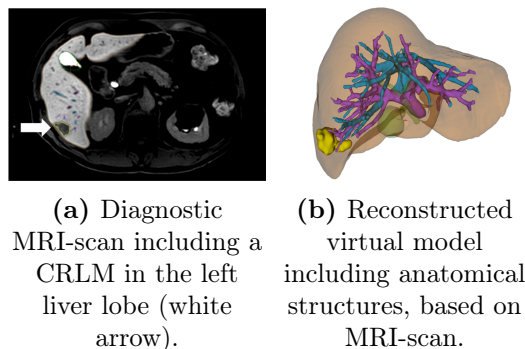 (a) Diagnostic
MRI-scan including a
CRLM in the left
liver lobe (white
arrow).
(b) Reconstructed
virtual model
including anatomical
structures, based on
MRI-scan.